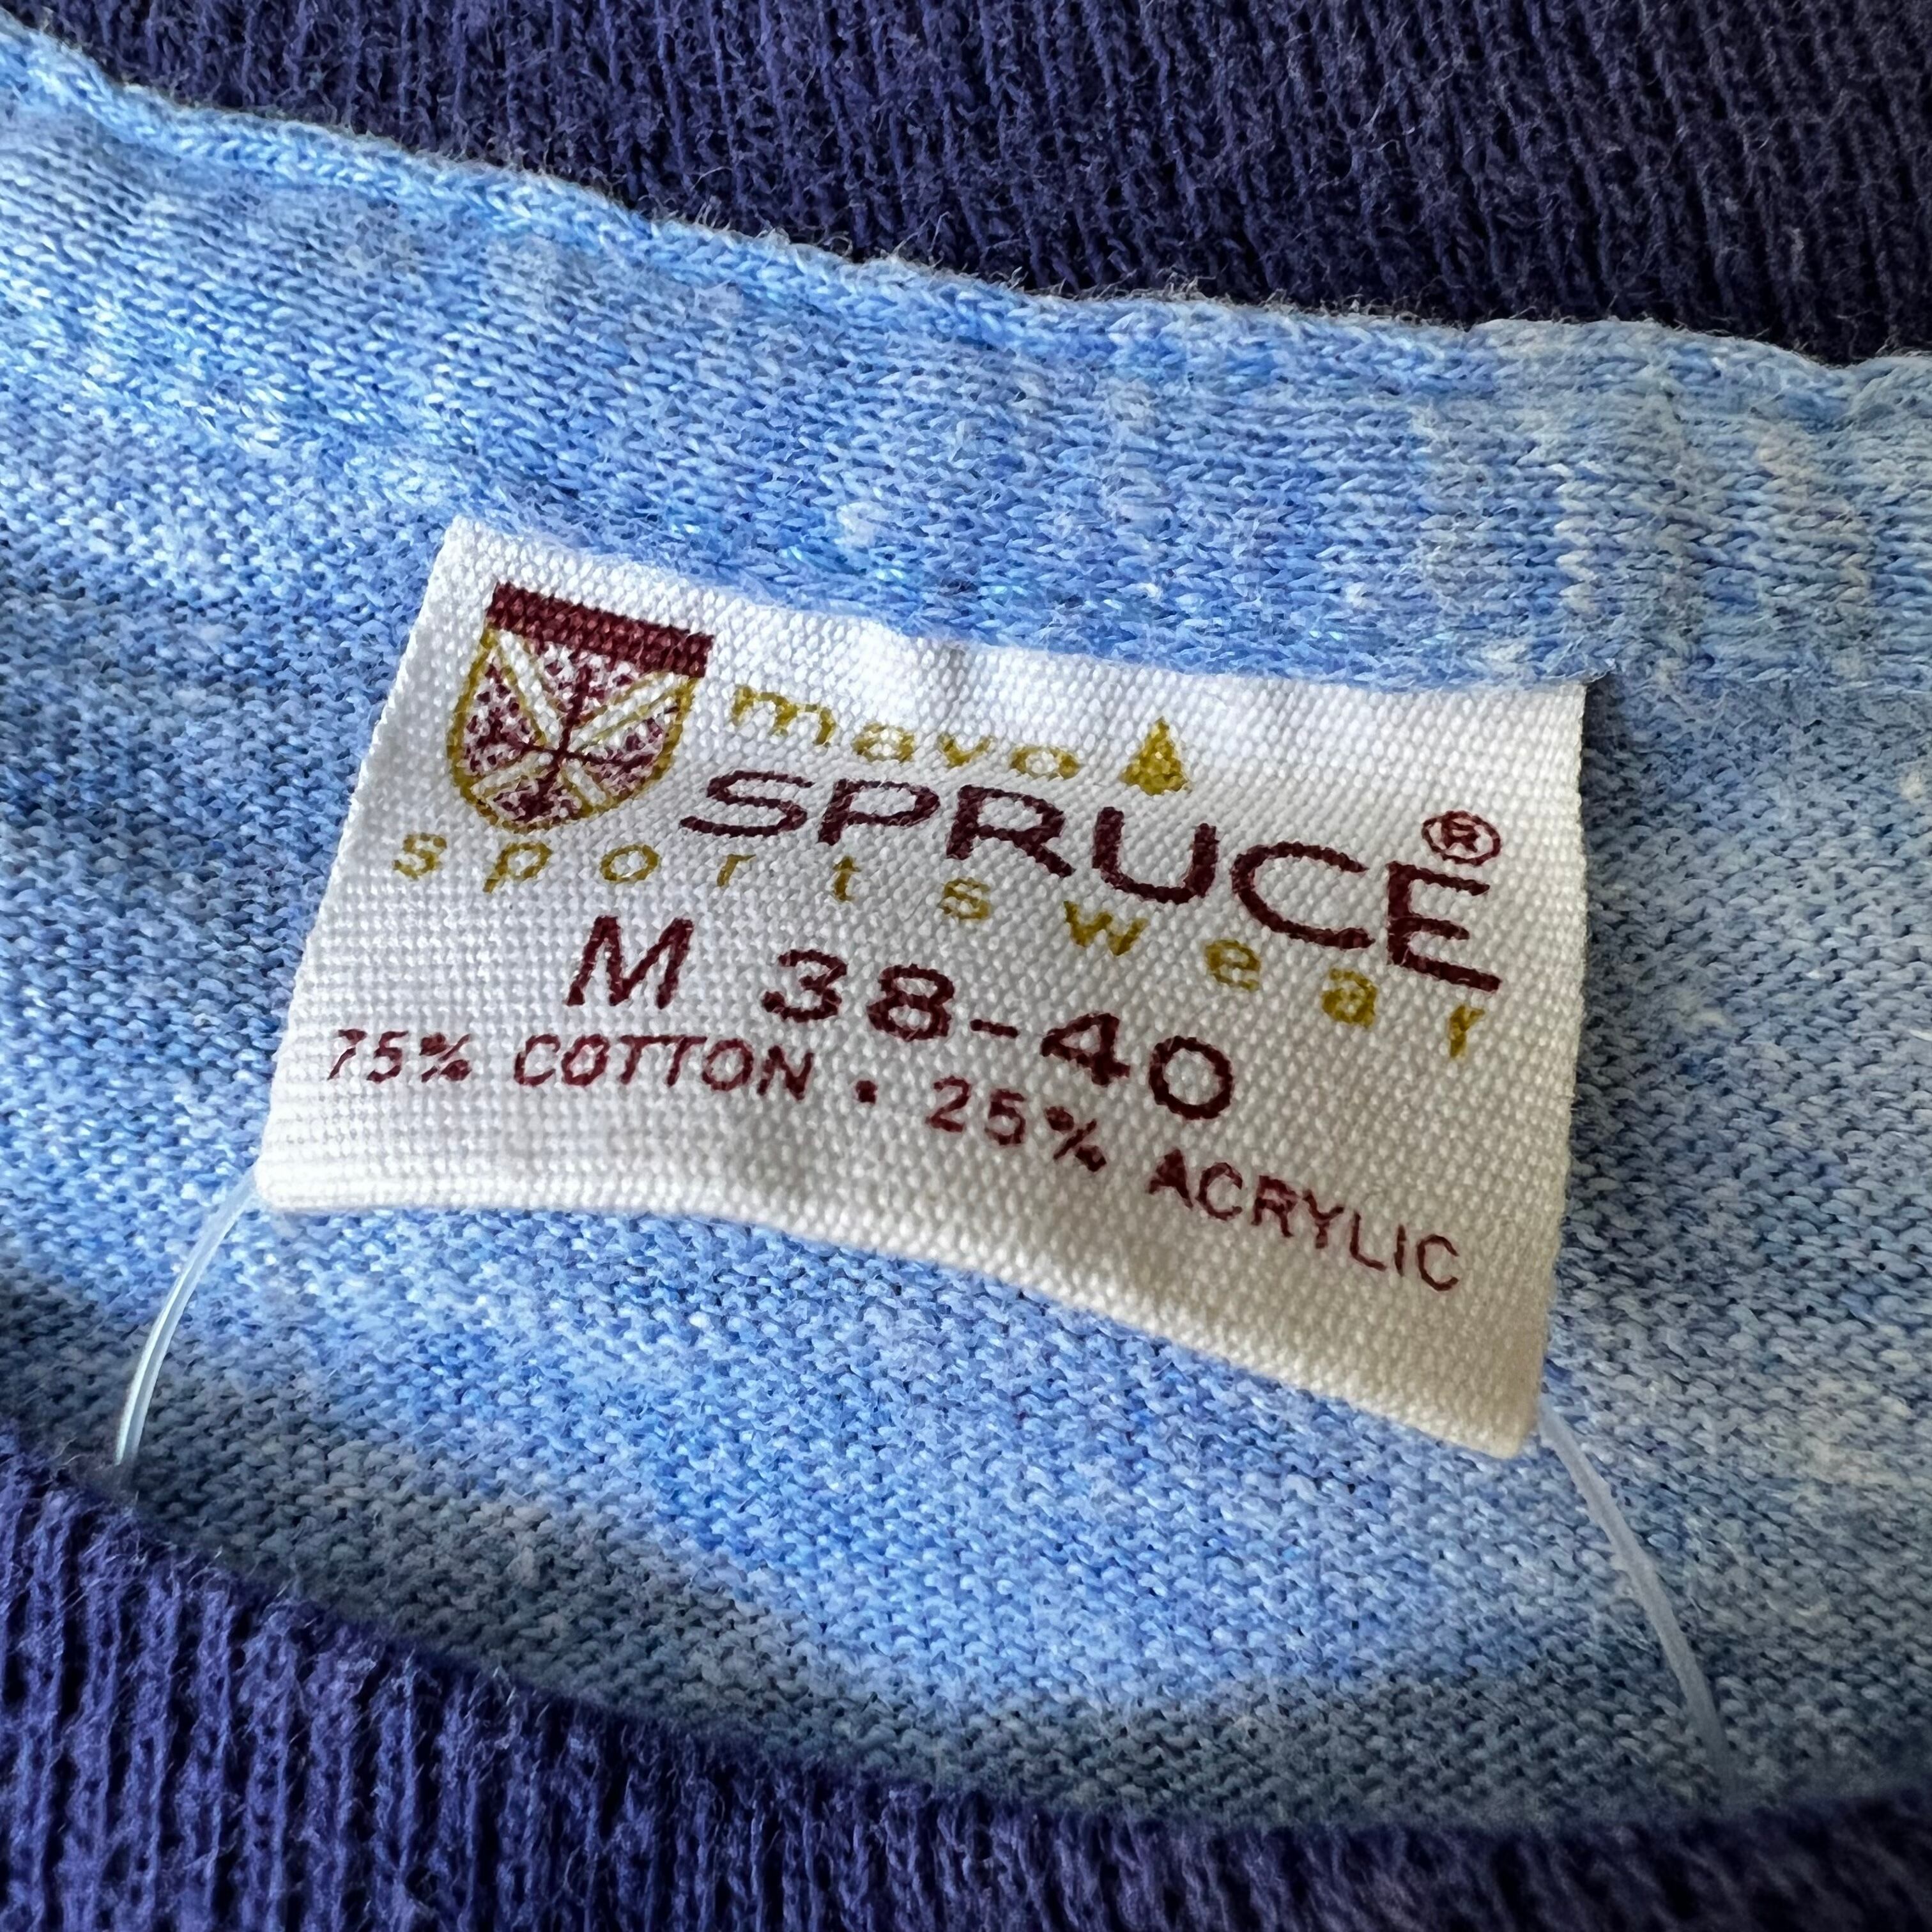 mayo
SPRUCE®
sportswear
M 38-40
75% COTTON • 25% ACRYLIC